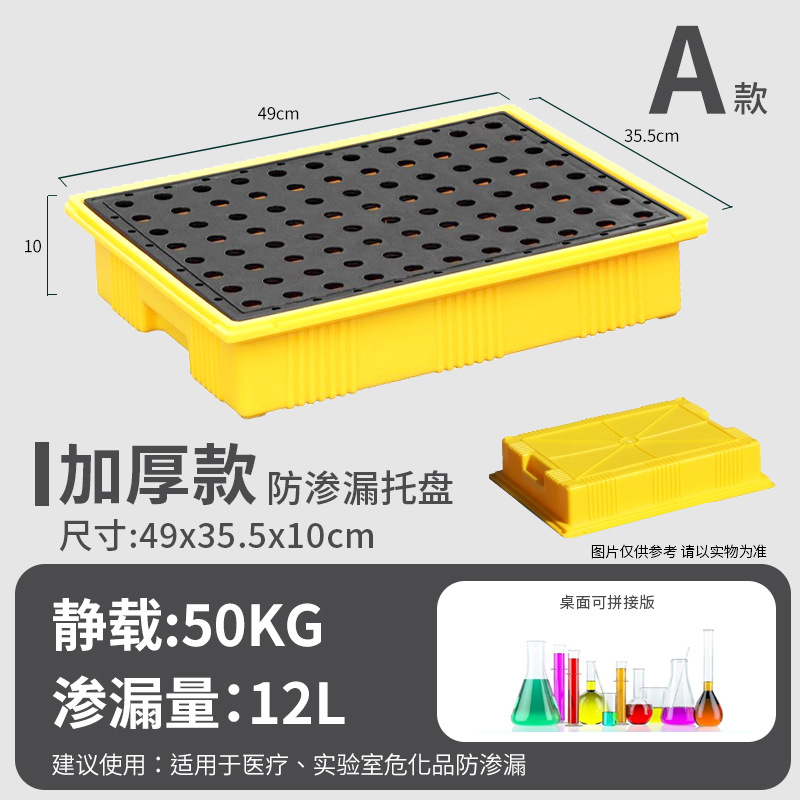 A款
49cm
35.5cm
10
加厚款 防渗漏托盘
尺寸:49x35.5x10cm
图片仅供参考 请以实物为准
静载:50KG
桌面可拼接版
渗漏量:12L
建议使用：适用于医疗、实验室危化品防渗漏